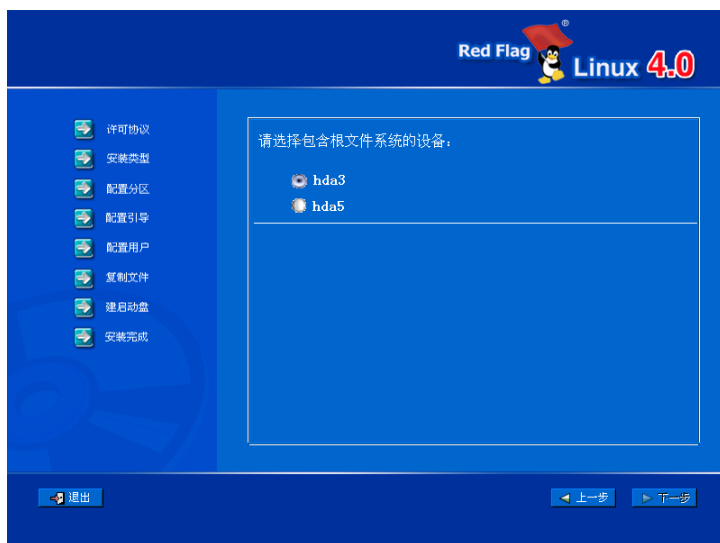 Red Flag
®
Linux 4.0
许可协议
安装类型
配置分区
配置引导
配置用户
复制文件
建启动盘
安装完成
请选择包含根文件系统的设备：
hda3
hda5
退出
上一步
下一步